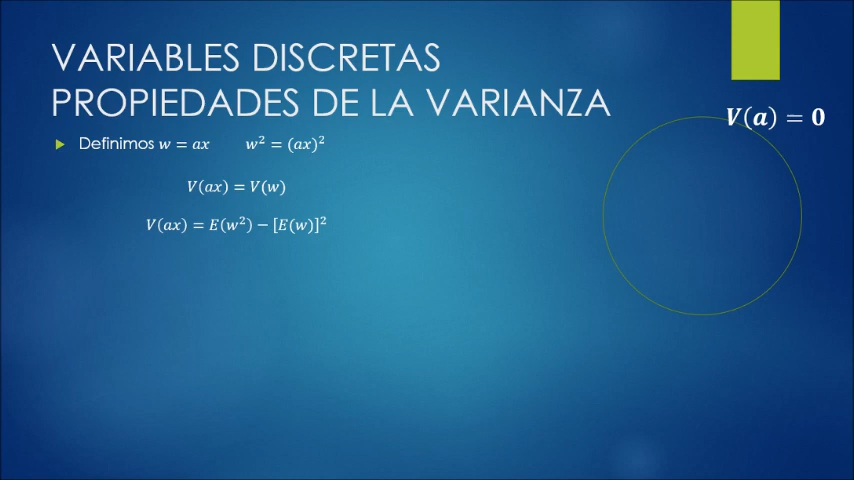 VARIABLES DISCRETAS
PROPIEDADES DE LA VARIANZA
V(a) = 0
Definimos w = ax w² = (ax)²
V(ax) = V(w)
V(ax) = E(w²) − [E(w)]²